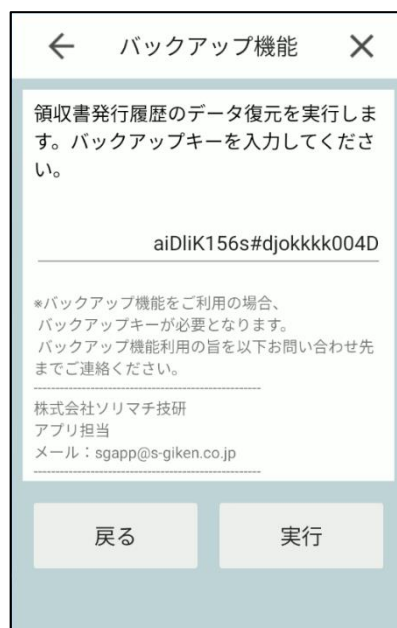 ← バックアップ機能 ×
領収書発行履歴のデータ復元を実行しま
す。バックアップキーを入力してくださ
い。
aiDliK156s#djokkkk004D
※バックアップ機能をご利用の場合、
バックアップキーが必要となります。
バックアップ機能利用の旨を以下お問い合わせ先
までご連絡ください。
--------------------------------------------------
株式会社ソリマチ技研
アプリ担当
メール：sgapp@s-giken.co.jp
--------------------------------------------------
戻る 実行